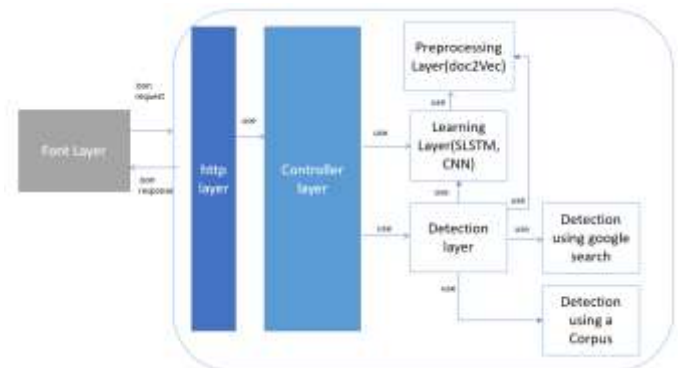 Preprocessing
Layer(doc2Vec)
json
request
use
use
use
Learning
Layer(SLSTM,
CNN)
Font Layer
http
layer
Controller
layer
json
response
use
use
use
Detection
layer
use
Detection
using google
search
use
Detection
using a
Corpus